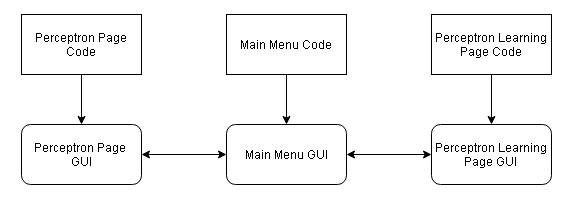 Perceptron Page
Code
Main Menu Code
Perceptron Learning
Page Code
Perceptron Page
GUI
Main Menu GUI
Perceptron Learning
Page GUI